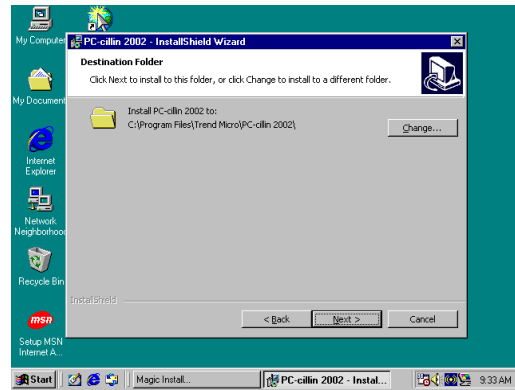 My Computer
PC-cillin 2002 - InstallShield Wizard
Destination Folder
Click Next to install to this folder, or click Change to install to a different folder.
My Document
Install PC-cillin 2002 to:
C:\Program Files\Trend Micro\PC-cillin 2002\
Change...
Internet
Explorer
Network
Neighborhoo
Recycle Bin
InstallShield
< Back
Next >
Cancel
msn
Setup MSN
Internet A...
Start
Magic Install...
PC-cillin 2002 - Instal...
9:33 AM